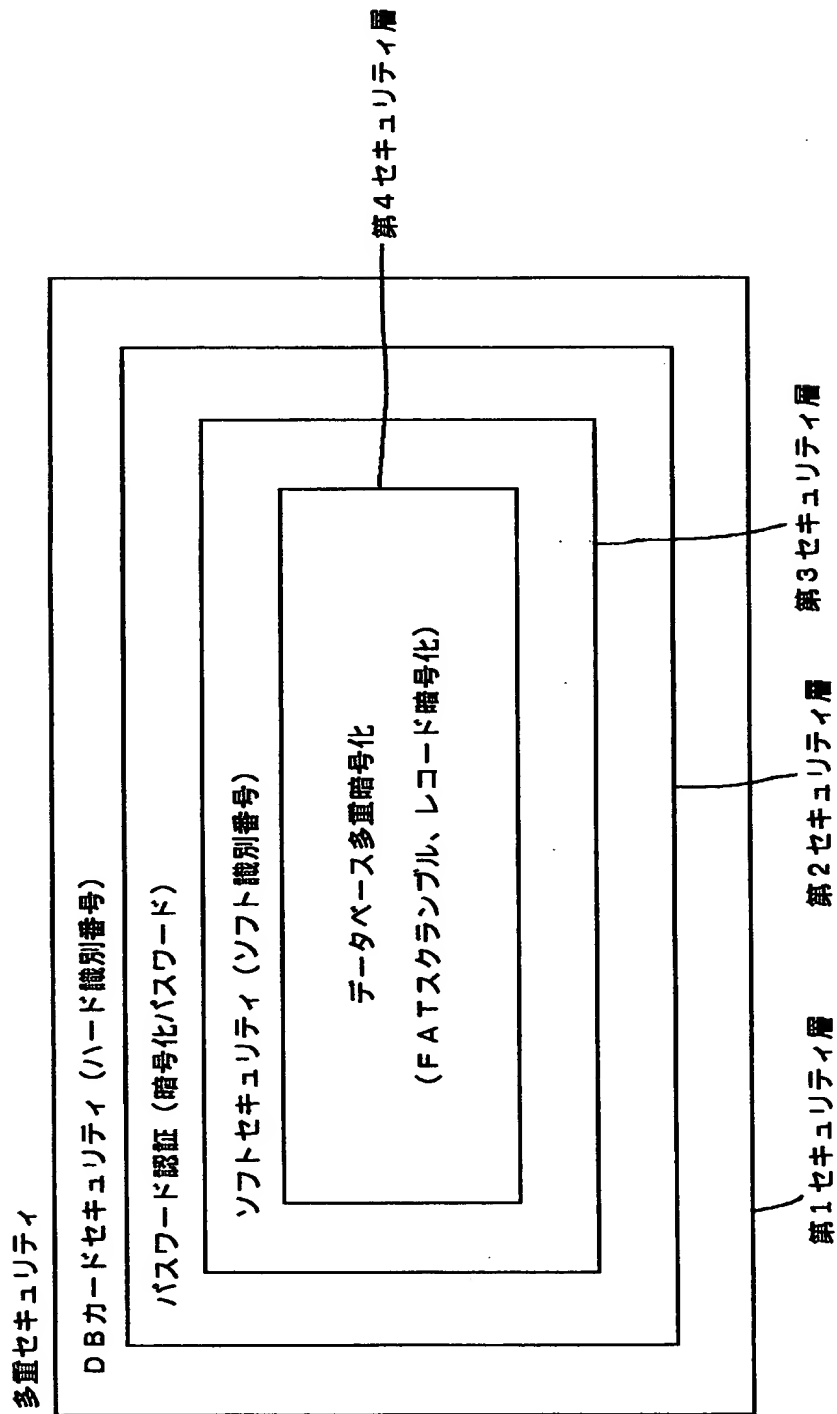 多重セキュリティ
DBカードセキュリティ（ハード識別番号）
パスワード認証（暗号化パスワード）
ソフトセキュリティ（ソフト識別番号）
データベース多重暗号化
（FATスクランブル、レコード暗号化）
第1セキュリティ層
第2セキュリティ層
第3セキュリティ層
第4セキュリティ層